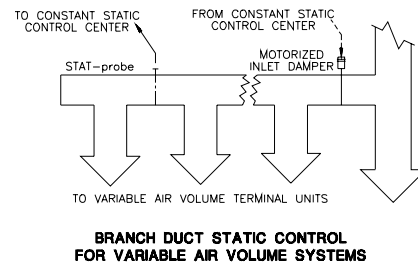 TO CONSTANT STATIC
CONTROL CENTER
FROM CONSTANT STATIC
CONTROL CENTER
STAT-probe
MOTORIZED
INLET DAMPER
TO VARIABLE AIR VOLUME TERMINAL UNITS
BRANCH DUCT STATIC CONTROL
FOR VARIABLE AIR VOLUME SYSTEMS